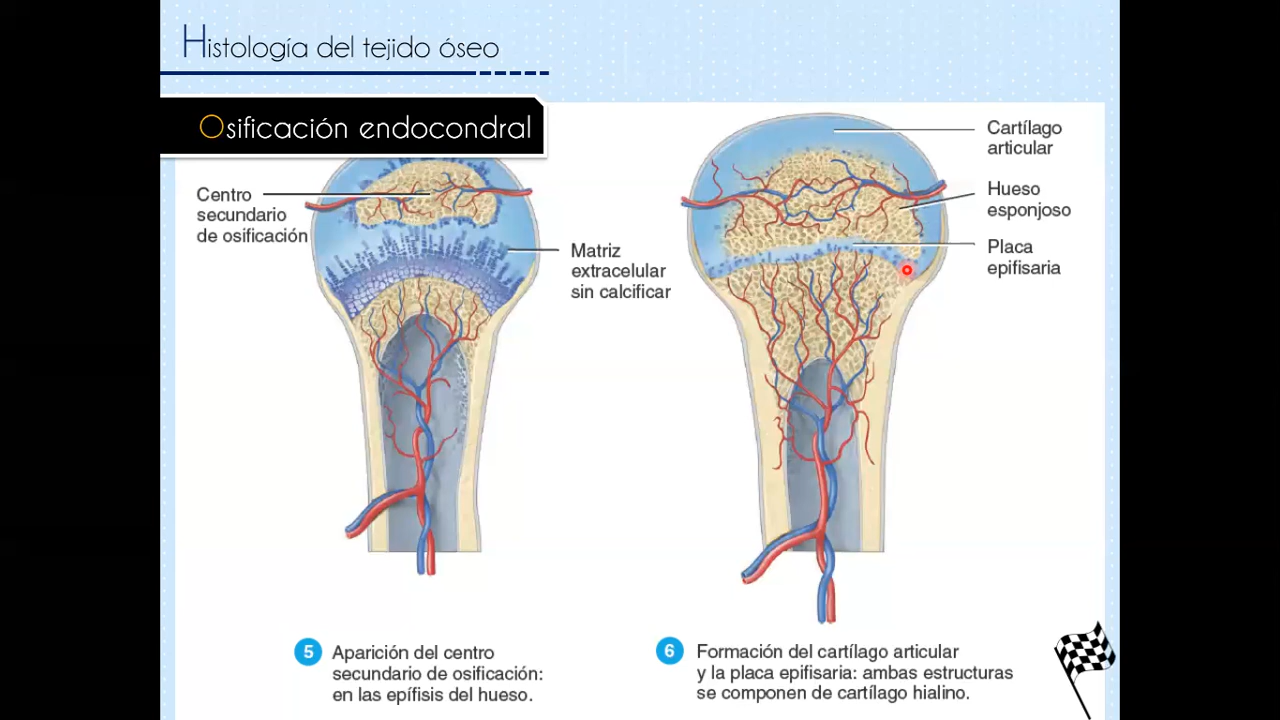 Histología del tejido óseo
Osificación endocondral
Centro
secundario
de osificación
Matriz
extracelular
sin calcificar
Cartílago
articular
Hueso
esponjoso
Placa
epifisaria
5 Aparición del centro
secundario de osificación:
en las epífisis del hueso.
6 Formación del cartílago articular
y la placa epifisaria: ambas estructuras
se componen de cartílago hialino.